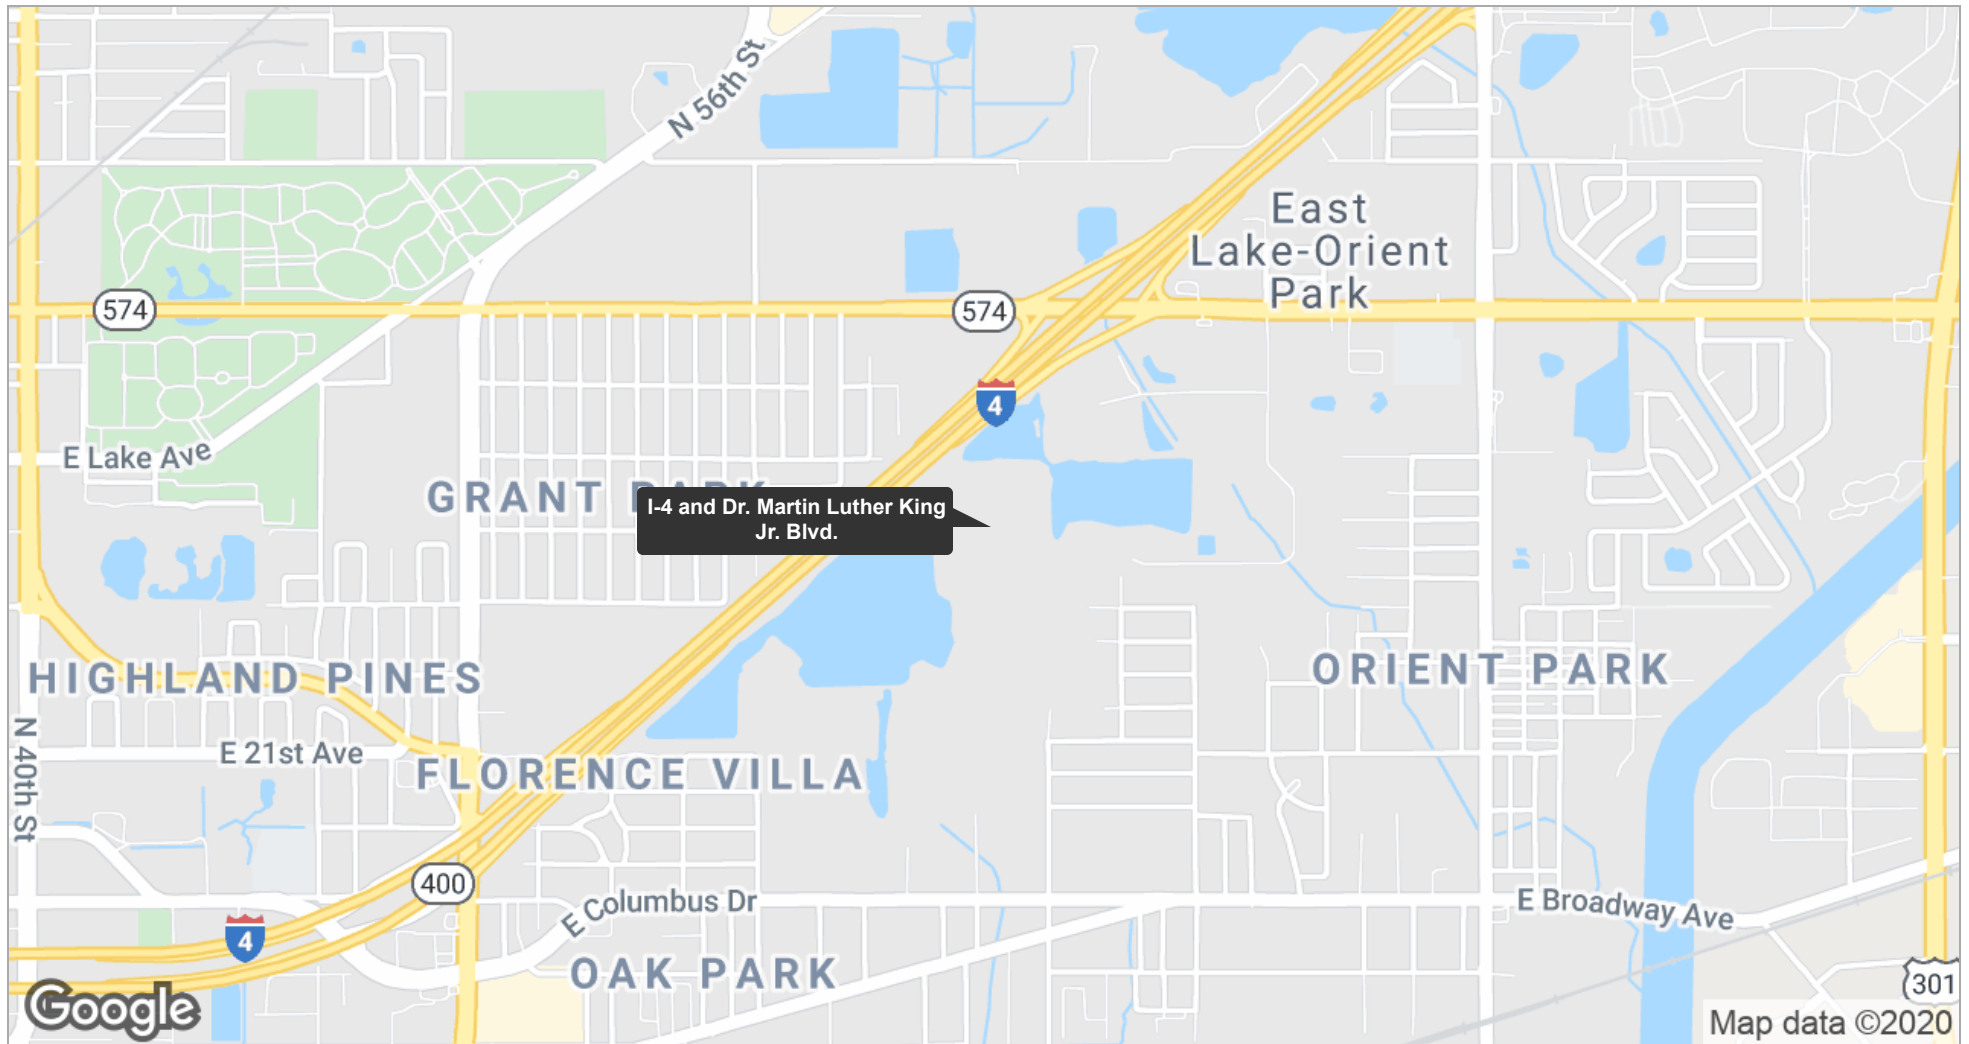 N 56th St
East
Lake-Orient
Park
574
574
4
E Lake Ave
GRANT PARK
I-4 and Dr. Martin Luther King
Jr. Blvd.
HIGHLAND PINES
ORIENT PARK
N 40th St
E 21st Ave
FLORENCE VILLA
400
E Columbus Dr
E Broadway Ave
4
OAK PARK
301
Google
Map data ©2020